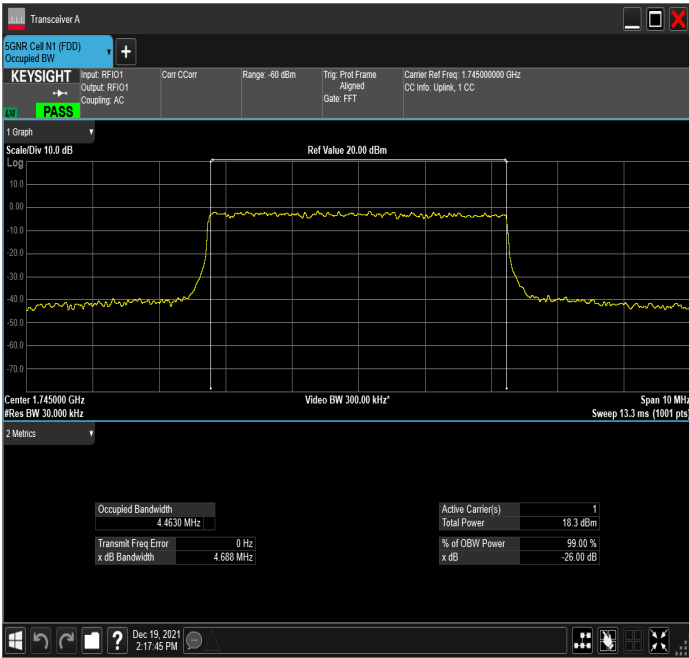 Transceiver A
5GNR Cell N1 (FDD)
Occupied BW
+
KEYSIGHT
Input: RFIO1
Output: RFIO1
Coupling: AC
Corr CCorr
Range: -60 dBm
Trig: Prot Frame
Aligned
Gate: FFT
Carrier Ref Freq: 1.745000000 GHz
CC Info: Uplink, 1 CC
LXI
PASS
1 Graph
Scale/Div 10.0 dB
Ref Value 20.00 dBm
Log
10.0
0.00
-10.0
-20.0
-30.0
-40.0
-50.0
-60.0
-70.0
Center 1.745000 GHz
Video BW 300.00 kHz*
Span 10 MHz
#Res BW 30.000 kHz
Sweep 13.3 ms (1001 pts)
2 Metrics
Occupied Bandwidth
4.4630 MHz
Transmit Freq Error 0 Hz
x dB Bandwidth 4.688 MHz
Active Carrier(s) 1
Total Power 18.3 dBm
% of OBW Power 99.00 %
x dB -26.00 dB
?
Dec 19, 2021
2:17:45 PM